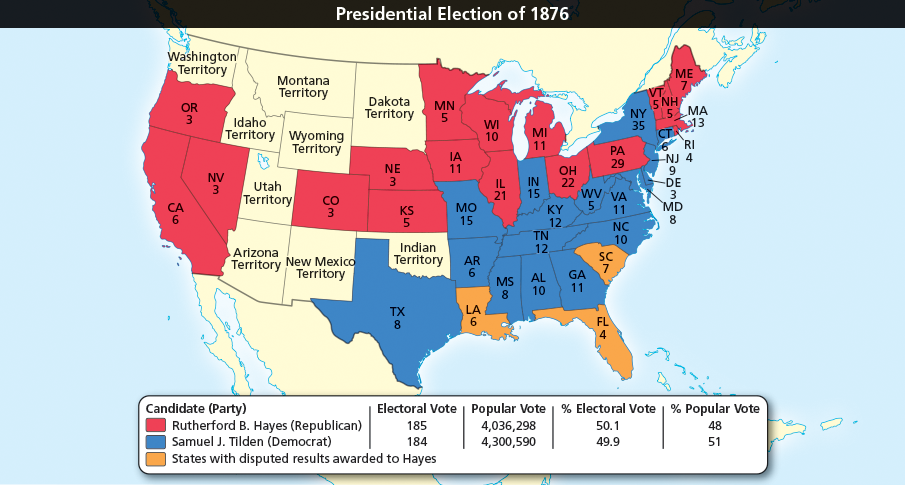 Presidential Election of 1876
Washington
Territory
Montana
Territory
Dakota
Territory
Idaho
Territory
Wyoming
Territory
Utah
Territory
Arizona
Territory
New Mexico
Territory
Indian
Territory
OR
3
CA
6
NV
3
CO
3
NE
3
KS
5
MN
5
IA
11
WI
10
MI
11
IL
21
IN
15
OH
22
PA
29
NY
35
VT
5
NH
5
ME
7
MA
13
RI
4
CT
6
NJ
9
DE
3
MD
8
WV
5
VA
11
KY
12
NC
10
TN
12
SC
7
GA
11
AL
10
MS
8
FL
4
LA
6
AR
6
MO
15
TX
8
Candidate (Party) Electoral Vote Popular Vote % Electoral Vote % Popular Vote
Rutherford B. Hayes (Republican) 185 4,036,298 50.1 48
Samuel J. Tilden (Democrat) 184 4,300,590 49.9 51
States with disputed results awarded to Hayes